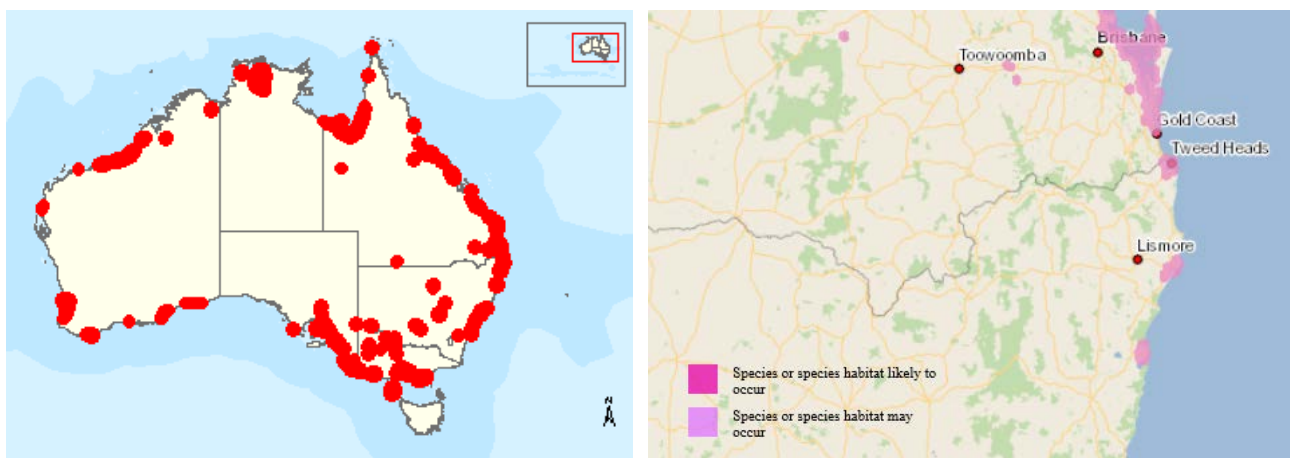 N
Brisbane
Toowoomba
Gold Coast
Tweed Heads
Lismore
Species or species habitat likely to
occur
Species or species habitat may
occur